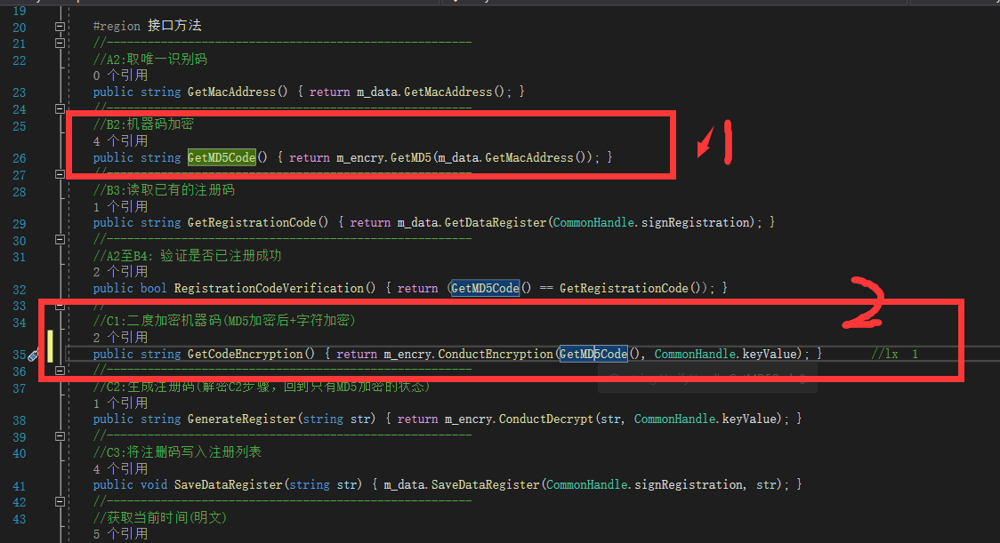 19
20 #region 接口方法
21 //------------------------------------------------------
22 //A2:取唯一识别码
0 个引用
23 public string GetMacAddress() { return m_data.GetMacAddress(); }
24 //------------------------------------------------------
25 //B2:机器码加密
4 个引用
26 public string GetMD5Code() { return m_encry.GetMD5(m_data.GetMacAddress()); }
1
27 //------------------------------------------------------
28 //B3:读取已有的注册码
1 个引用
29 public string GetRegistrationCode() { return m_data.GetDataRegister(CommonHandle.signRegistration); }
30 //------------------------------------------------------
31 //A2至B4: 验证是否已注册成功
2 个引用
32 public bool RegistrationCodeVerification() { return (GetMD5Code() == GetRegistrationCode()); }
2
33 //
34 //C1:二度加密机器码(MD5加密后+字符加密)
2 个引用
35 public string GetCodeEncryption() { return m_encry.ConductEncryption(GetMD5Code(), CommonHandle.keyValue); } //lx 1
36 //------------------------------------------------------
37 //C2:生成注册码(解密C2步骤，回到只有MD5加密的状态)
1 个引用
38 public string GenerateRegister(string str) { return m_encry.ConductDecrypt(str, CommonHandle.keyValue); }
39 //------------------------------------------------------
40 //C3:将注删码写入注册列表
4 个引用
41 public void SaveDataRegister(string str) { m_data.SaveDataRegister(CommonHandle.signRegistration, str); }
42 //------------------------------------------------------
43 //获取当前时间(明文)
5 个引用